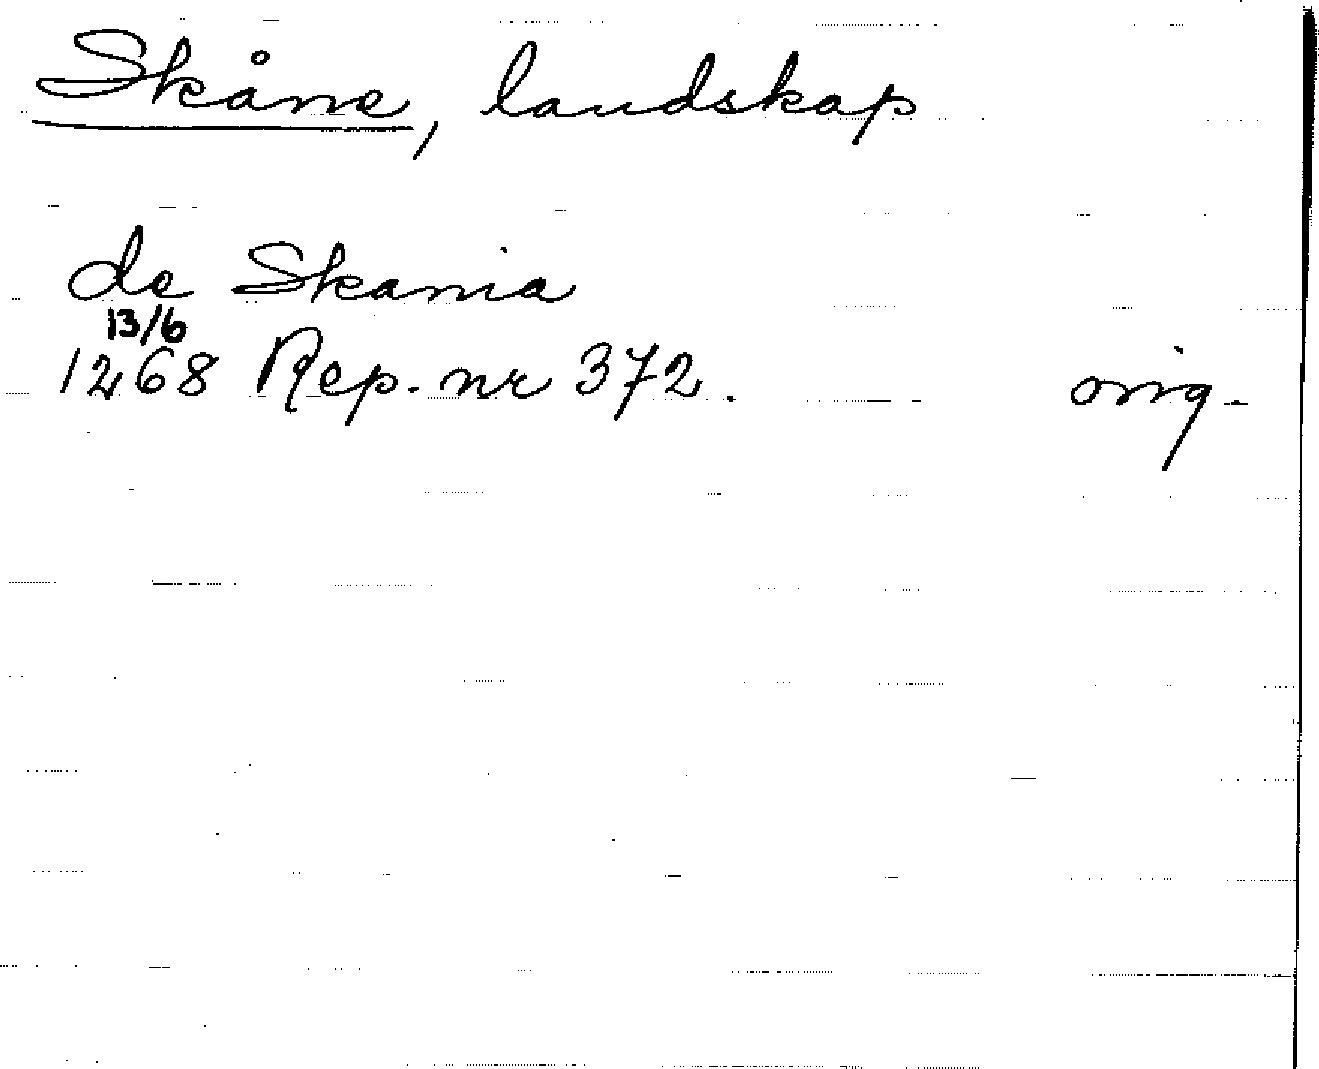 Skåne, landskap
de Skania
13/6
1268 Rep. nr 372. orig.